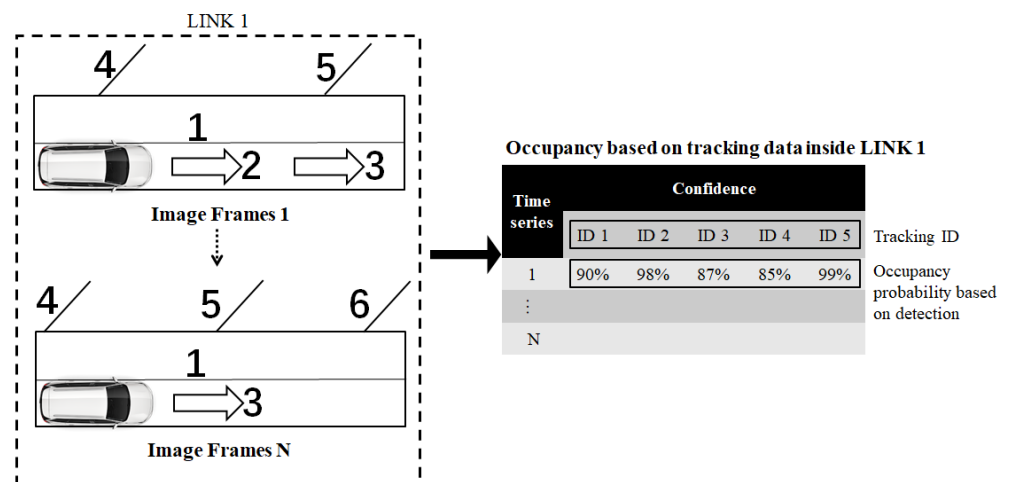 LINK 1
4 5
1
2 3
Image Frames 1
4 5 6
1
3
Image Frames N
Occupancy based on tracking data inside LINK 1
Time series
Confidence
ID 1 ID 2 ID 3 ID 4 ID 5
Tracking ID
1 90% 98% 87% 85% 99%
Occupancy
probability based
on detection
⋮
N